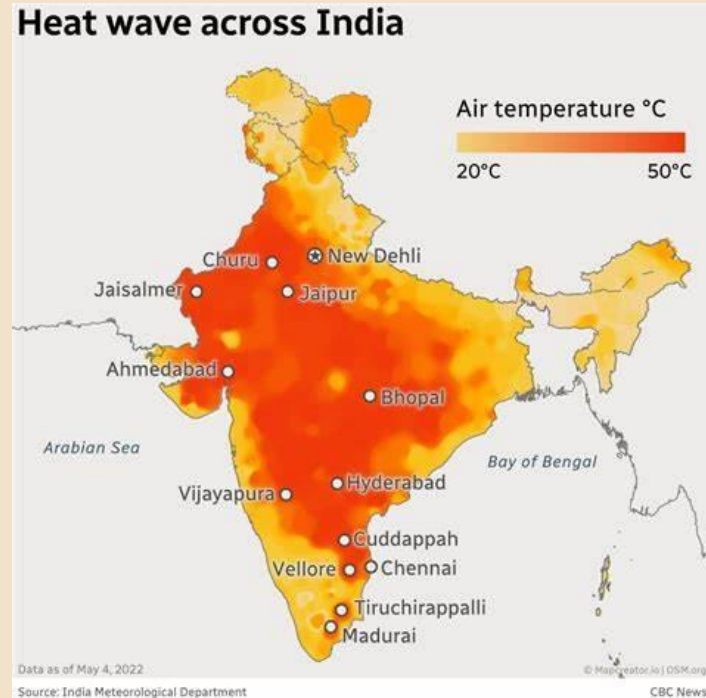 Heat wave across India
Air temperature °C
20°C
50°C
Churu
New Dehli
Jaisalmer
Jaipur
Ahmedabad
Bhopal
Arabian Sea
Bay of Bengal
Hyderabad
Vijayapura
Cuddappah
Vellore
Chennai
Tiruchirappalli
Madurai
Data as of May 4, 2022
© Mapcreator.io | OSM.org
Source: India Meteorological Department
CBC News